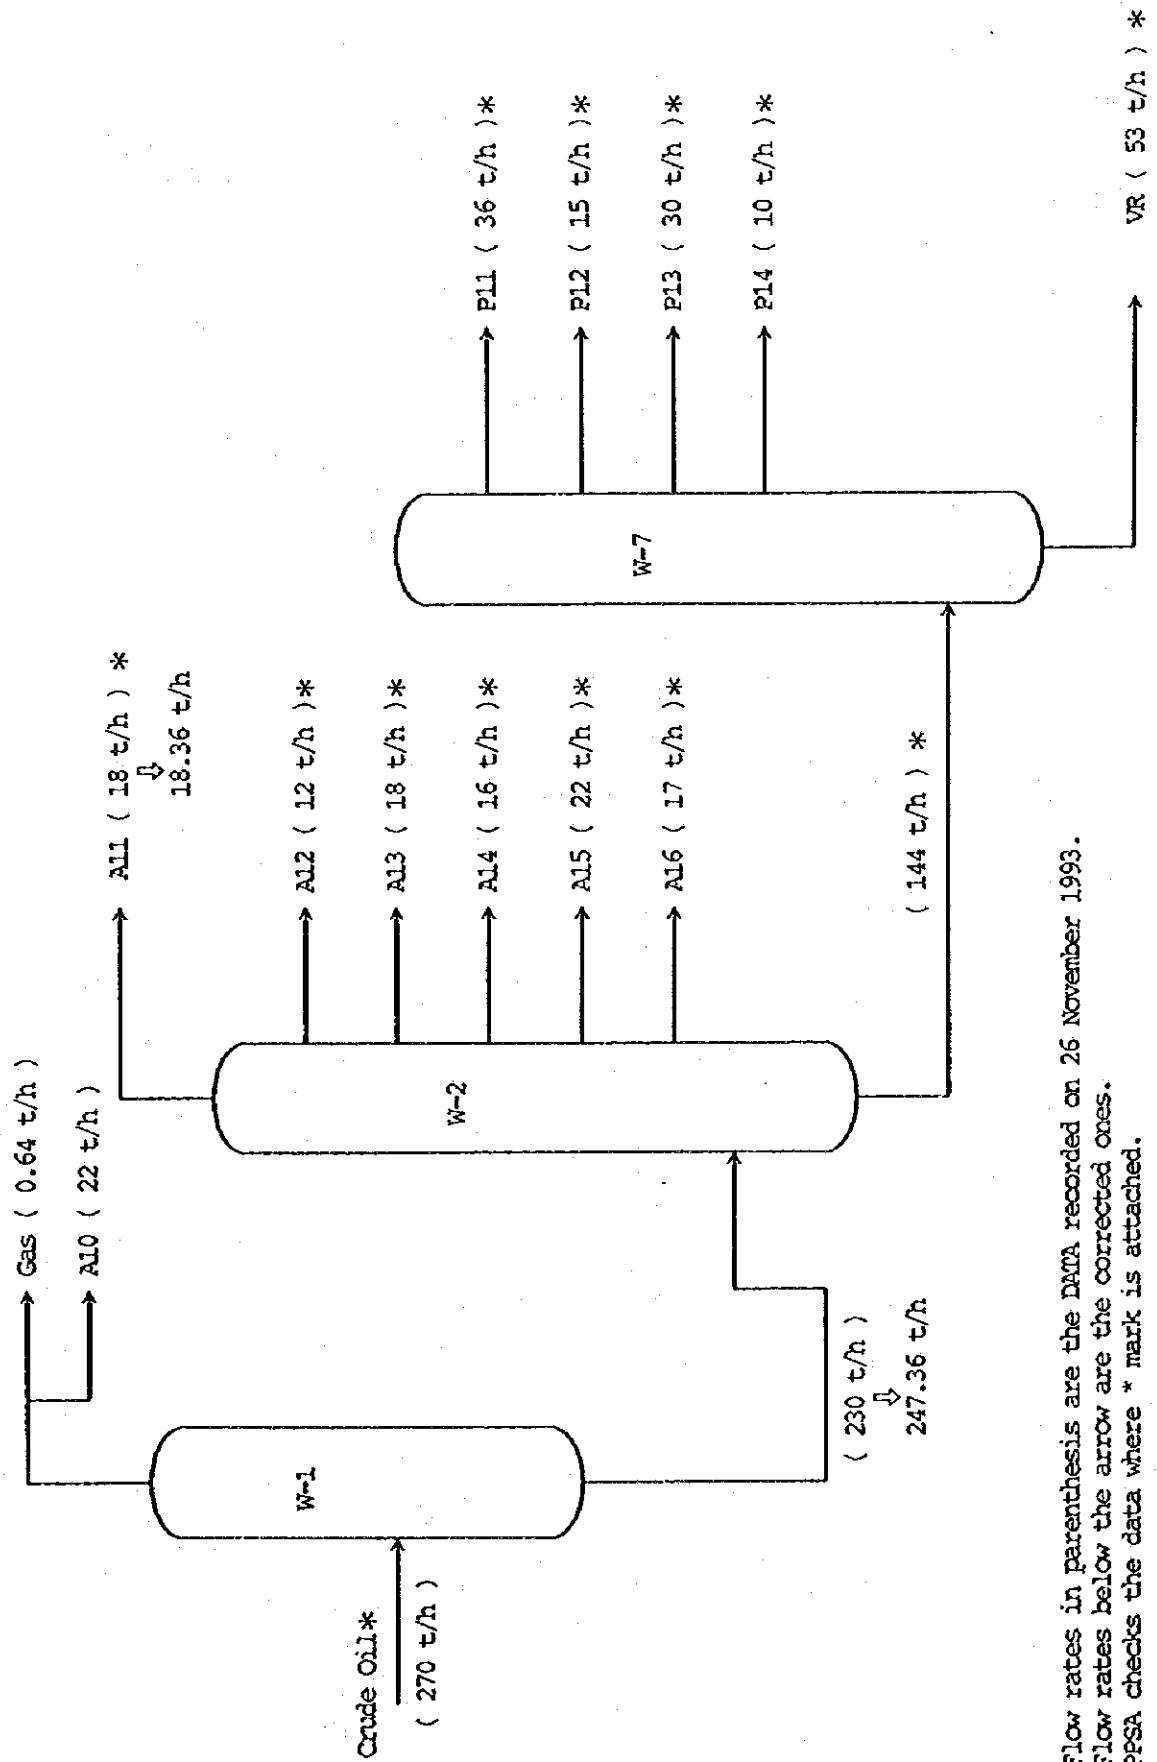 Gas ( 0.64 t/h )
A10 ( 22 t/h )
A11 ( 18 t/h ) *
⇩
18.36 t/h
Crude Oil*
( 270 t/h )
W-1
( 230 t/h )
⇩
247.36 t/h
W-2
A12 ( 12 t/h )*
A13 ( 18 t/h )*
A14 ( 16 t/h )*
A15 ( 22 t/h )*
A16 ( 17 t/h )*
( 144 t/h ) *
W-7
P11 ( 36 t/h )*
P12 ( 15 t/h )*
P13 ( 30 t/h )*
P14 ( 10 t/h )*
VR ( 53 t/h ) *
Flow rates in parenthesis are the DATA recorded on 26 November 1993.
Flow rates below the arrow are the corrected ones.
PPSA checks the data where * mark is attached.